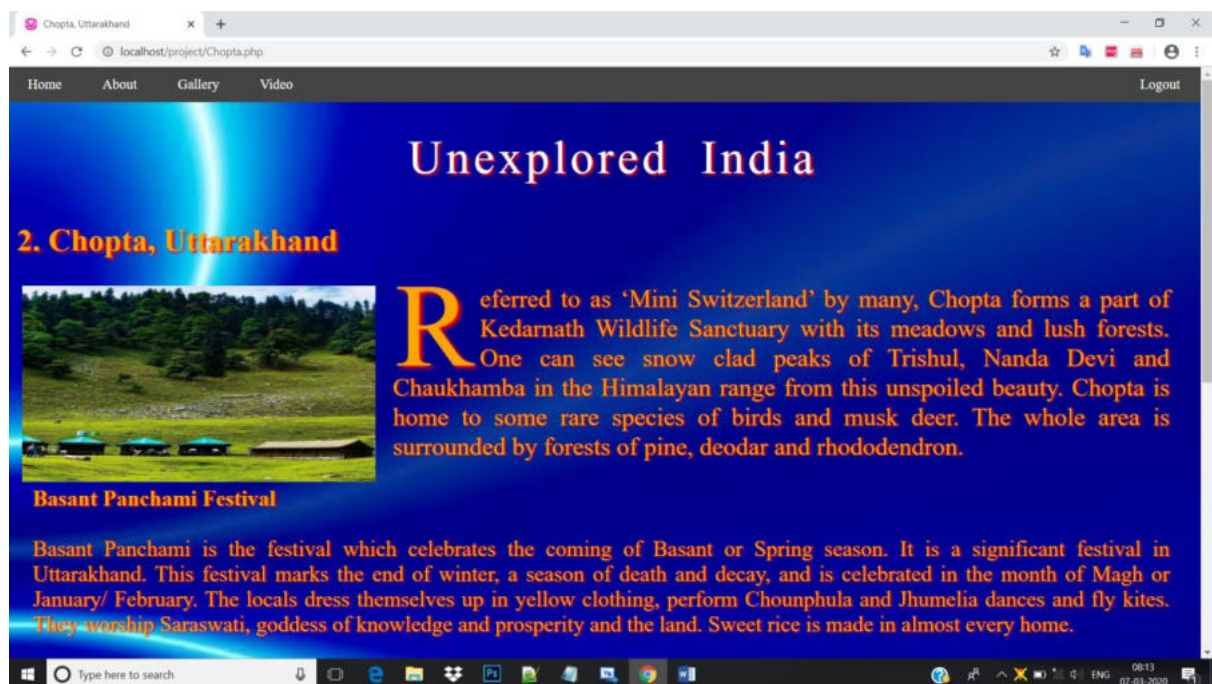 Chopta, Uttarakhand
localhost/project/Chopta.php
Home About Gallery Video Logout
Unexplored India
2. Chopta, Uttarakhand
Referred to as ‘Mini Switzerland’ by many, Chopta forms a part of
Kedarnath Wildlife Sanctuary with its meadows and lush forests.
One can see snow clad peaks of Trishul, Nanda Devi and
Chaukhamba in the Himalayan range from this unspoiled beauty. Chopta is
home to some rare species of birds and musk deer. The whole area is
surrounded by forests of pine, deodar and rhododendron.
Basant Panchami Festival
Basant Panchami is the festival which celebrates the coming of Basant or Spring season. It is a significant festival in
Uttarakhand. This festival marks the end of winter, a season of death and decay, and is celebrated in the month of Magh or
January/ February. The locals dress themselves up in yellow clothing, perform Chounphula and Jhumelia dances and fly kites.
They worship Saraswati, goddess of knowledge and prosperity and the land. Sweet rice is made in almost every home.
Type here to search
Ps
ENG
08:13
07-03-2020